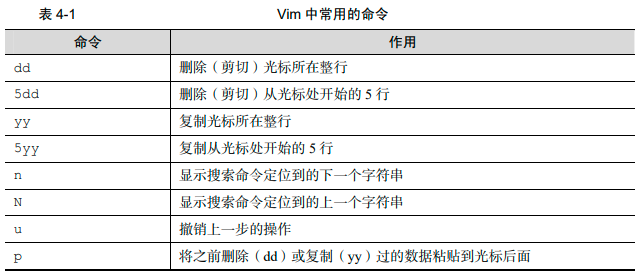 表 4-1 Vim 中常用的命令
命令 作用
dd 删除（剪切）光标所在整行
5dd 删除（剪切）从光标处开始的 5 行
yy 复制光标所在整行
5yy 复制从光标处开始的 5 行
n 显示搜索命令定位到的下一个字符串
N 显示搜索命令定位到的上一个字符串
u 撤销上一步的操作
p 将之前删除（dd）或复制（yy）过的数据粘贴到光标后面